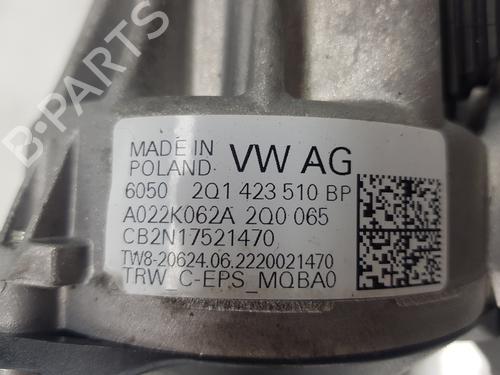 B-PARTS
MADE IN
POLAND
VW AG
6050 2Q1 423 510 BP
A022K062A 2Q0 065
CB2N17521470
TW8-20624.06.2220021470
TRW_C-EPS_MQBA0